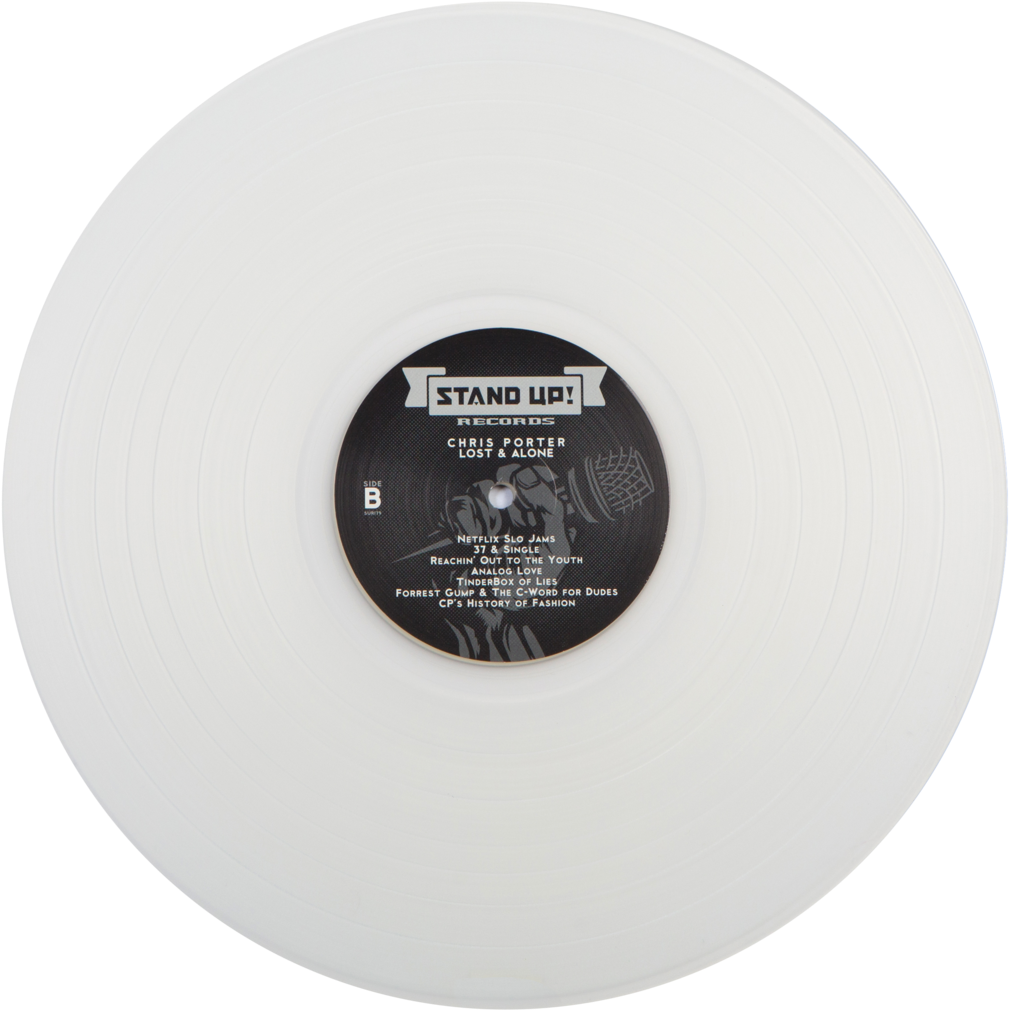 STAND UP!
RECORDS
CHRIS PORTER
LOST & ALONE
SIDE
B
NETFLIX SLO JAMS
37 & SINGLE
REACHIN' OUT TO THE YOUTH
ANALOG LOVE
TINDERBOX OF LIES
FORREST GUMP & THE C-WORD FOR DUDES
CP'S HISTORY OF FASHION